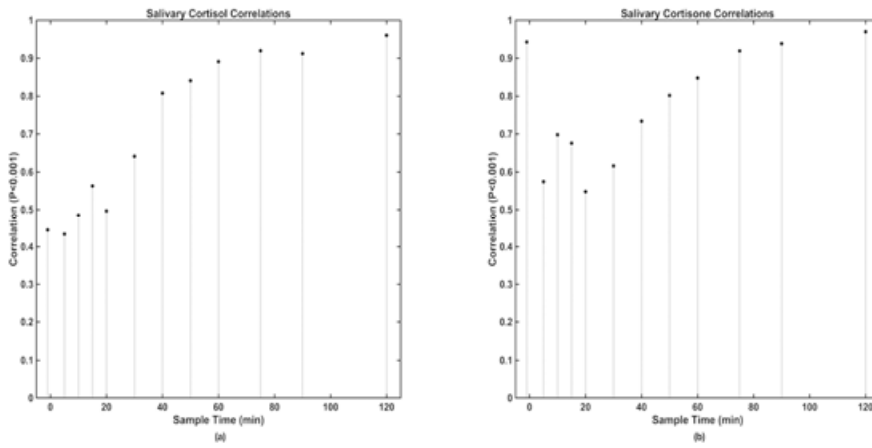 Salivary Cortisol Correlations
1
0.9
0.8
0.7
0.6
0.5
0.4
0.3
0.2
0.1
0
Correlation (P<0.001)
0 20 40 60 80 100 120
Sample Time (min)
(a)
Salivary Cortisone Correlations
1
0.9
0.8
0.7
0.6
0.5
0.4
0.3
0.2
0.1
0
Correlation (P<0.001)
0 20 40 60 80 100 120
Sample Time (min)
(b)